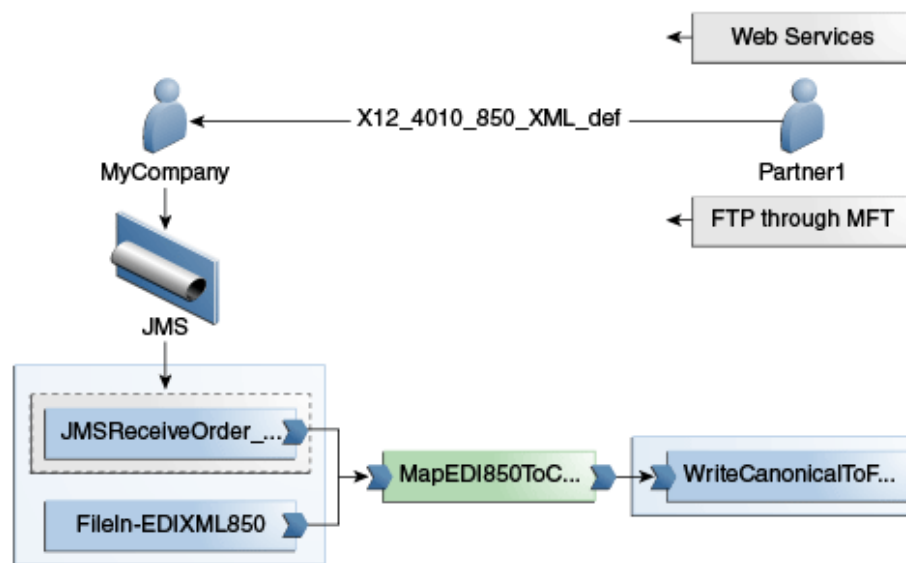 Web Services
X12_4010_850_XML_def
MyCompany
Partner1
FTP through MFT
JMS
JMSReceiveOrder_...
MapEDI850ToC...
WriteCanonicalToF...
FileIn-EDIXML850